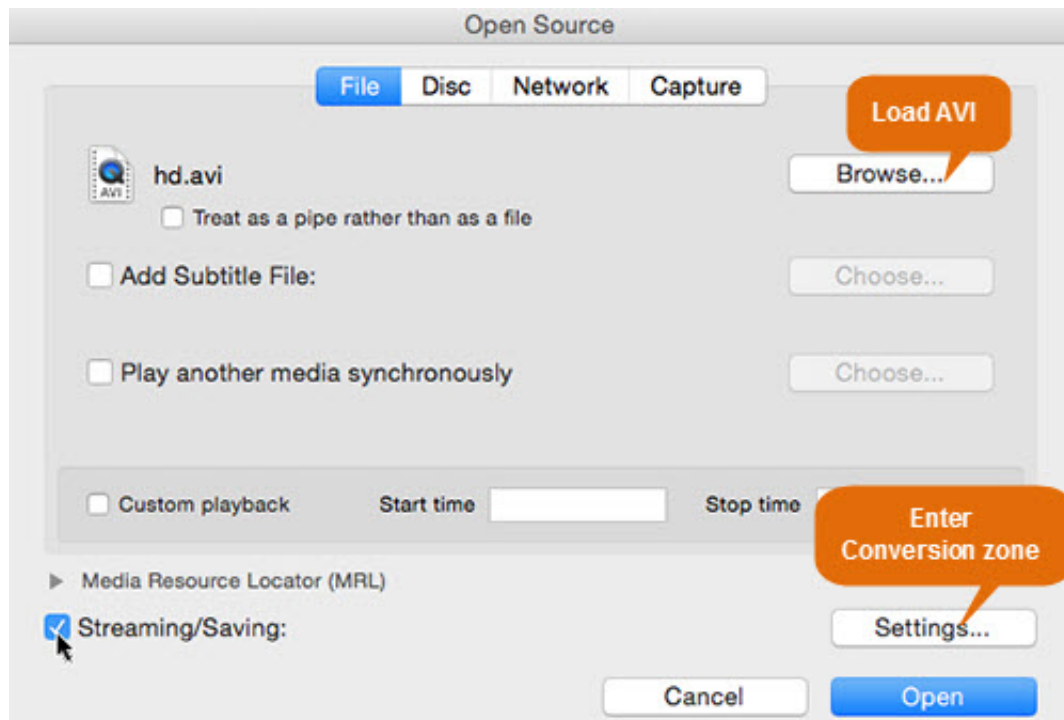 Open Source
File Disc Network Capture
Load AVI
AVI
hd.avi
Browse...
Treat as a pipe rather than as a file
Add Subtitle File:
Choose...
Play another media synchronously
Choose...
Custom playback Start time Stop time
Enter
Conversion zone
Media Resource Locator (MRL)
Streaming/Saving:
Settings...
Cancel Open